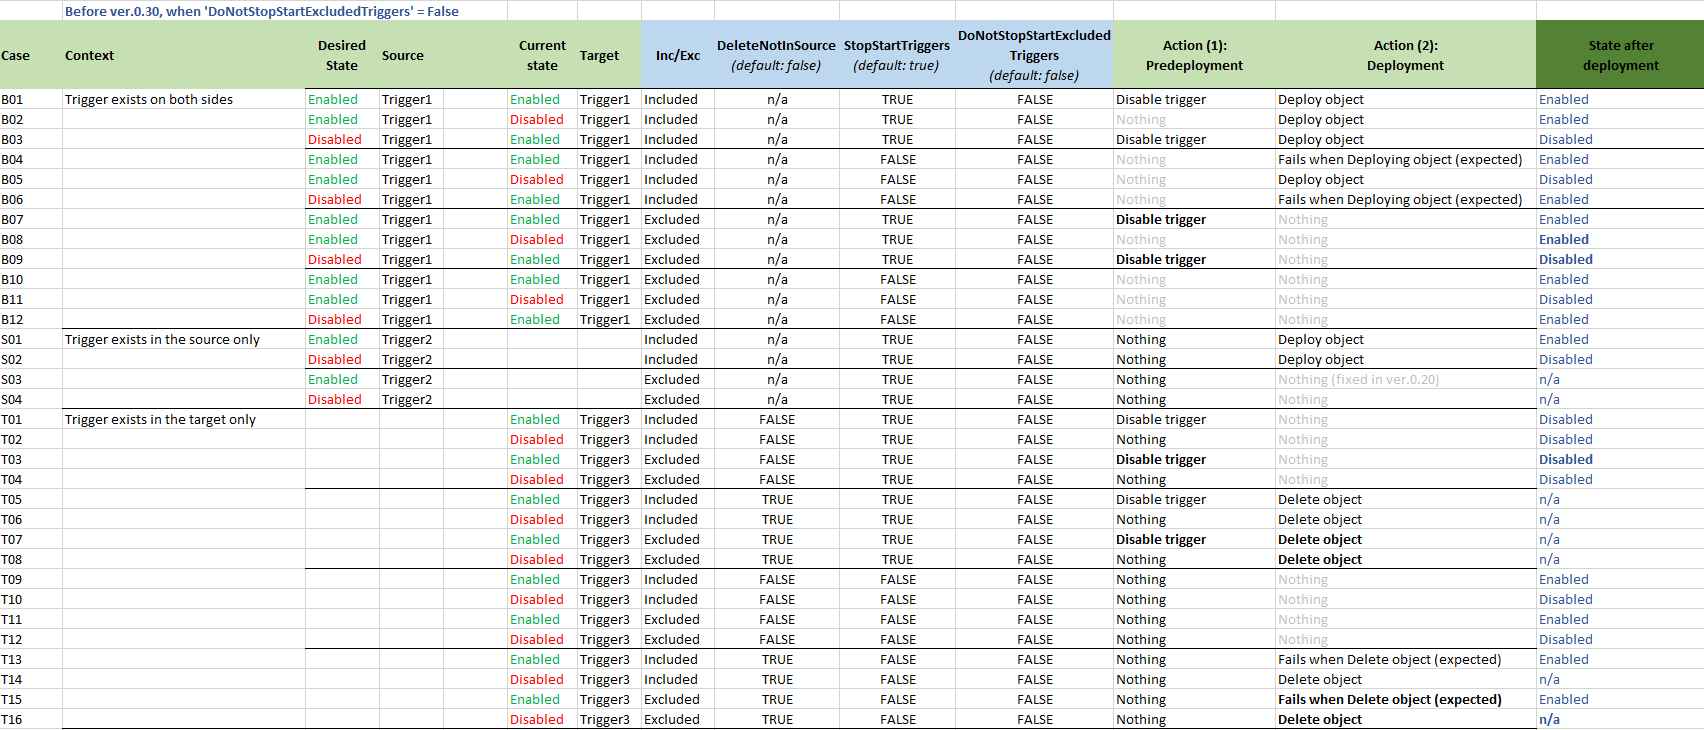 Before ver.0.30, when 'DoNotStopStartExcludedTriggers' = False
Case Context Desired State Source Current state Target Inc/Exc DeleteNotInSource (default: false) StopStartTriggers (default: true) DoNotStopStartExcluded Triggers (default: false) Action (1): Predeployment Action (2): Deployment State after deployment
B01 Trigger exists on both sides Enabled Trigger1 Enabled Trigger1 Included n/a TRUE FALSE Disable trigger Deploy object Enabled
B02 Enabled Trigger1 Disabled Trigger1 Included n/a TRUE FALSE Nothing Deploy object Enabled
B03 Disabled Trigger1 Enabled Trigger1 Included n/a TRUE FALSE Disable trigger Deploy object Disabled
B04 Enabled Trigger1 Enabled Trigger1 Included n/a FALSE FALSE Nothing Fails when Deploying object (expected) Enabled
B05 Enabled Trigger1 Disabled Trigger1 Included n/a FALSE FALSE Nothing Deploy object Disabled
B06 Disabled Trigger1 Enabled Trigger1 Included n/a FALSE FALSE Nothing Fails when Deploying object (expected) Enabled
B07 Enabled Trigger1 Enabled Trigger1 Excluded n/a TRUE FALSE Disable trigger Nothing Enabled
B08 Enabled Trigger1 Disabled Trigger1 Excluded n/a TRUE FALSE Nothing Nothing Enabled
B09 Disabled Trigger1 Enabled Trigger1 Excluded n/a TRUE FALSE Disable trigger Nothing Disabled
B10 Enabled Trigger1 Enabled Trigger1 Excluded n/a FALSE FALSE Nothing Nothing Enabled
B11 Enabled Trigger1 Disabled Trigger1 Excluded n/a FALSE FALSE Nothing Nothing Disabled
B12 Disabled Trigger1 Enabled Trigger1 Excluded n/a FALSE FALSE Nothing Nothing Enabled
S01 Trigger exists in the source only Enabled Trigger2 Included n/a TRUE FALSE Nothing Deploy object Enabled
S02 Disabled Trigger2 Included n/a TRUE FALSE Nothing Deploy object Disabled
S03 Enabled Trigger2 Excluded n/a TRUE FALSE Nothing Nothing (fixed in ver.0.20) n/a
S04 Disabled Trigger2 Excluded n/a TRUE FALSE Nothing Nothing n/a
T01 Trigger exists in the target only Enabled Trigger3 Included FALSE TRUE FALSE Disable trigger Nothing Disabled
T02 Disabled Trigger3 Included FALSE TRUE FALSE Nothing Nothing Disabled
T03 Enabled Trigger3 Excluded FALSE TRUE FALSE Disable trigger Nothing Disabled
T04 Disabled Trigger3 Excluded FALSE TRUE FALSE Nothing Nothing Disabled
T05 Enabled Trigger3 Included TRUE TRUE FALSE Disable trigger Delete object n/a
T06 Disabled Trigger3 Included TRUE TRUE FALSE Nothing Delete object n/a
T07 Enabled Trigger3 Excluded TRUE TRUE FALSE Disable trigger Delete object n/a
T08 Disabled Trigger3 Excluded TRUE TRUE FALSE Nothing Delete object n/a
T09 Enabled Trigger3 Included FALSE FALSE FALSE Nothing Nothing Enabled
T10 Disabled Trigger3 Included FALSE FALSE FALSE Nothing Nothing Disabled
T11 Enabled Trigger3 Excluded FALSE FALSE FALSE Nothing Nothing Enabled
T12 Disabled Trigger3 Excluded FALSE FALSE FALSE Nothing Nothing Disabled
T13 Enabled Trigger3 Included TRUE FALSE FALSE Nothing Fails when Delete object (expected) Enabled
T14 Disabled Trigger3 Included TRUE FALSE FALSE Nothing Delete object n/a
T15 Enabled Trigger3 Excluded TRUE FALSE FALSE Nothing Fails when Delete object (expected) Enabled
T16 Disabled Trigger3 Excluded TRUE FALSE FALSE Nothing Delete object n/a